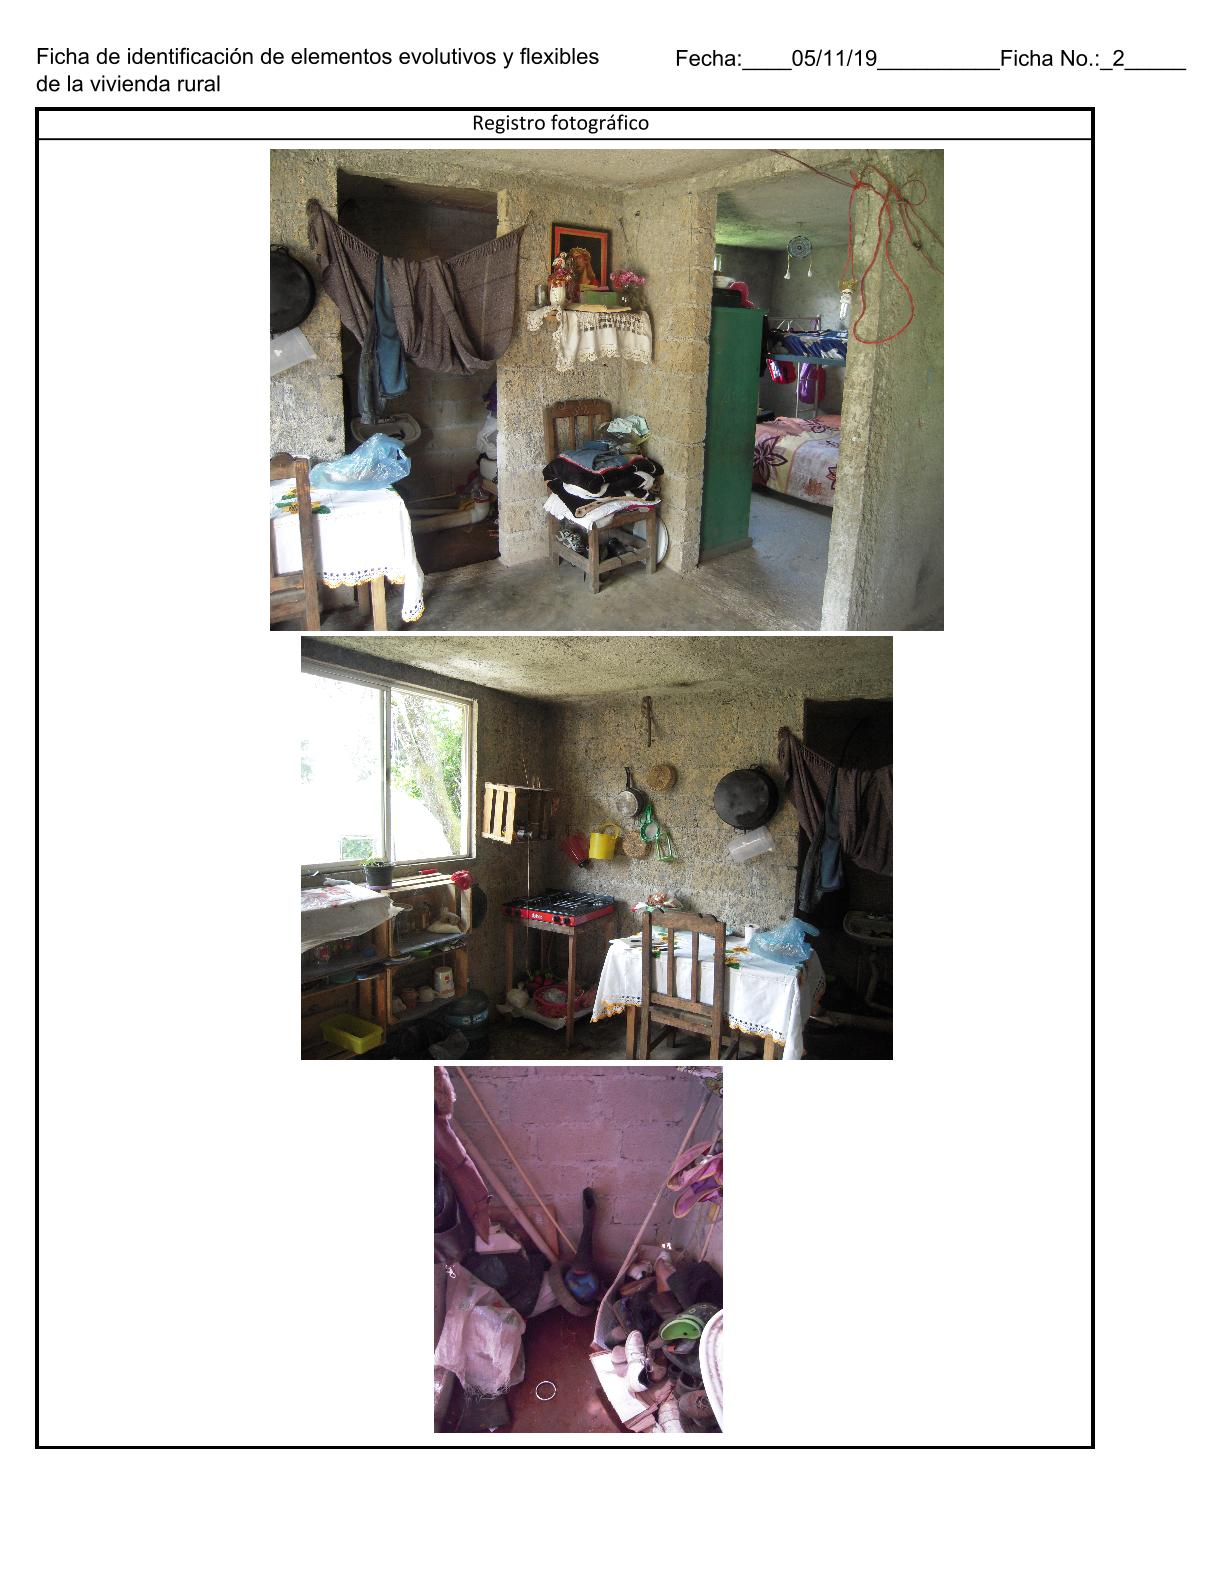 Ficha de identificación de elementos evolutivos y flexibles
de la vivienda rural
Fecha:____05/11/19__________Ficha No.:_2_____
Registro fotográfico